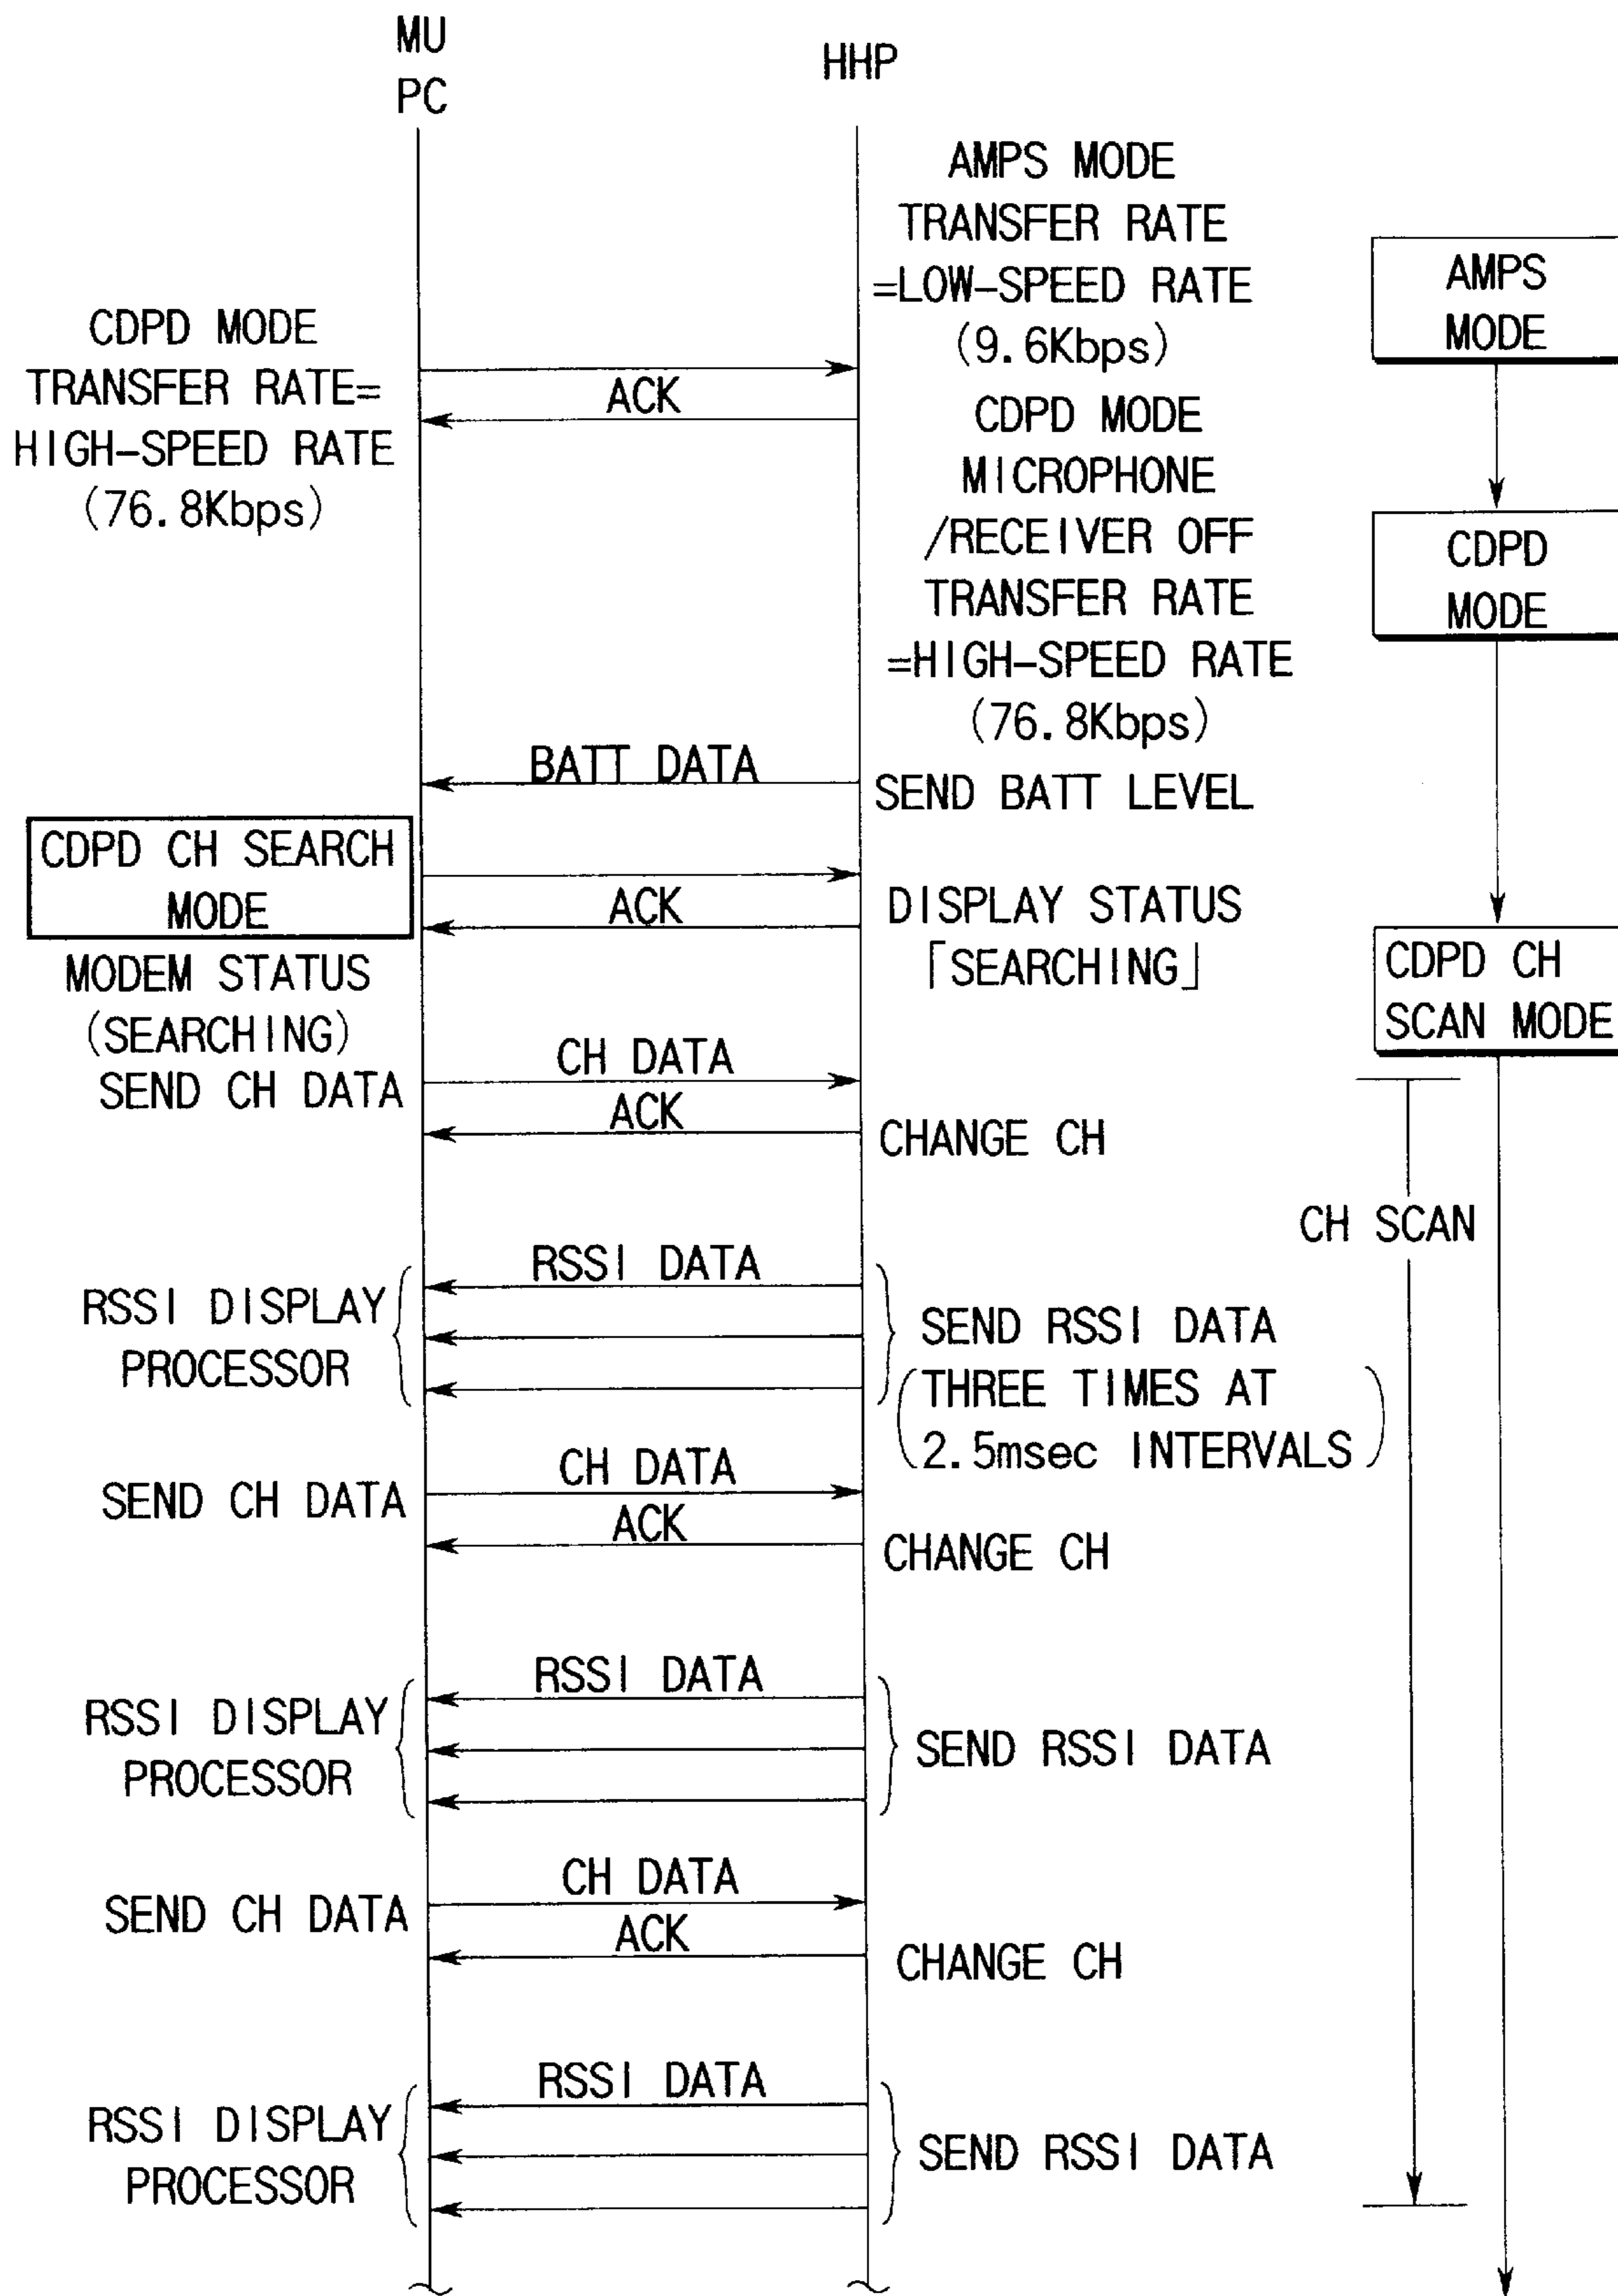 MU
PC
HHP
AMPS MODE
TRANSFER RATE
=LOW-SPEED RATE
(9.6Kbps)
AMPS
MODE
CDPD MODE
TRANSFER RATE=
HIGH-SPEED RATE
(76.8Kbps)
ACK
CDPD MODE
MICROPHONE
/RECEIVER OFF
TRANSFER RATE
=HIGH-SPEED RATE
(76.8Kbps)
CDPD
MODE
BATT DATA
SEND BATT LEVEL
CDPD CH SEARCH
MODE
ACK
DISPLAY STATUS
「SEARCHING」
CDPD CH
SCAN MODE
MODEM STATUS
(SEARCHING)
SEND CH DATA
CH DATA
ACK
CHANGE CH
CH SCAN
RSSI DATA
RSSI DISPLAY
PROCESSOR
SEND RSSI DATA
(THREE TIMES AT
2.5msec INTERVALS)
SEND CH DATA
CH DATA
ACK
CHANGE CH
RSSI DATA
RSSI DISPLAY
PROCESSOR
SEND RSSI DATA
SEND CH DATA
CH DATA
ACK
CHANGE CH
RSSI DATA
RSSI DISPLAY
PROCESSOR
SEND RSSI DATA